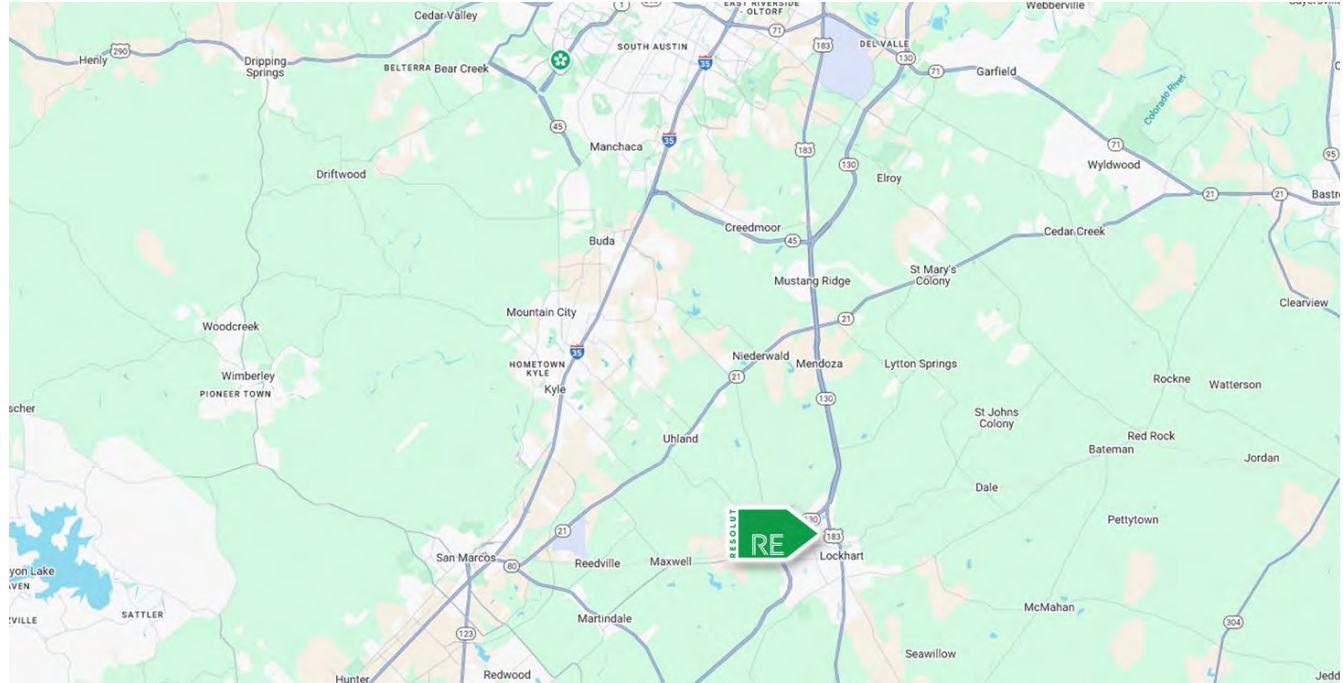 Cedar Valley
1
EAST RIVERSIDE
- OLTORF
Webberville
290
Henly
Dripping
Springs
BELTERRA
Bear Creek
SOUTH AUSTIN
35
71
183
DEL VALLE
130
71
Garfield
Colorado River
45
Manchaca
35
183
130
71
95
Driftwood
Elroy
Wyldwood
21
21
Creedmoor
45
Cedar Creek
Buda
Mustang Ridge
St Mary's
Colony
Clearview
Woodcreek
Mountain City
21
35
Niederwald
Mendoza
Lytton Springs
HOMETOWN
KYLE
Wimberley
PIONEER TOWN
Kyle
21
130
Rockne
Watterson
scher
St Johns
Colony
Uhland
Red Rock
Bateman
Jordan
Dale
RESOLUT
RE
130
183
Lockhart
Pettytown
21
San Marcos
80
Reedville
Maxwell
yon Lake
SATTLER
Martindale
McMahan
304
123
Seawillow
Redwood
Hunter